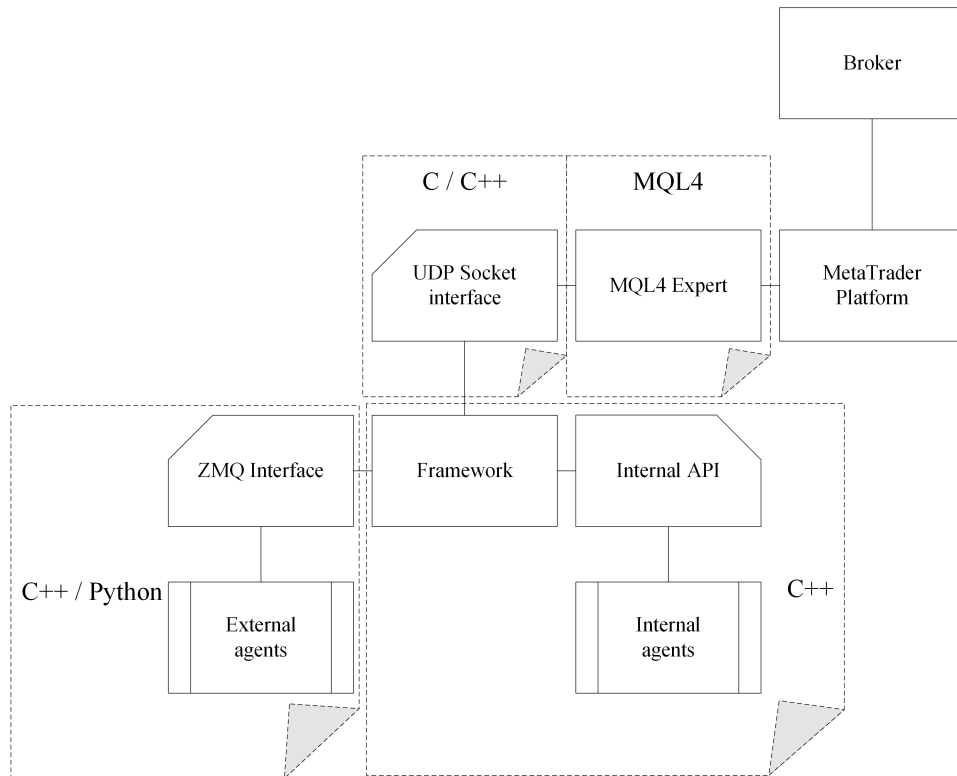 Broker
C / C++
MQL4
UDP Socket
interface
MQL4 Expert
MetaTrader
Platform
ZMQ Interface
Framework
Internal API
C++ / Python
External
agents
Internal
agents
C++